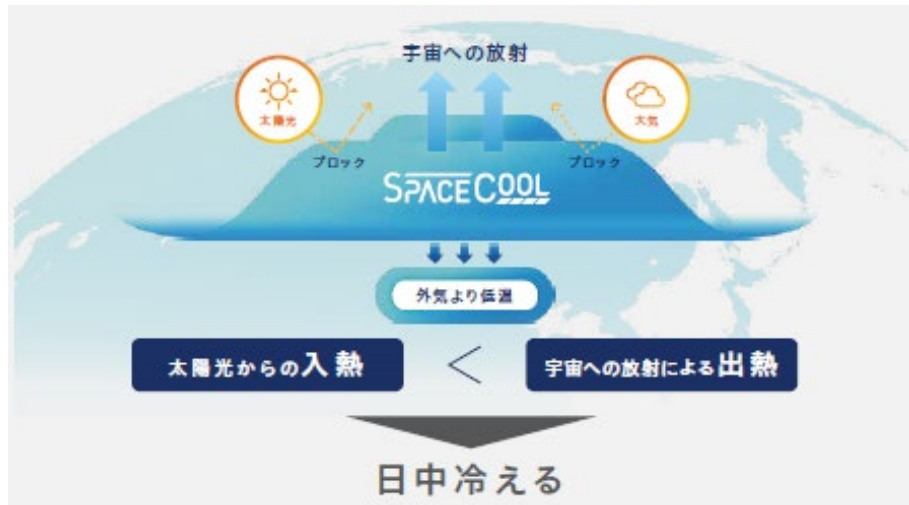 宇宙への放射
太陽光
大気
ブロック
ブロック
SPACECOOL
外気より低温
太陽光からの入熱
<
宇宙への放射による出熱
日中冷える